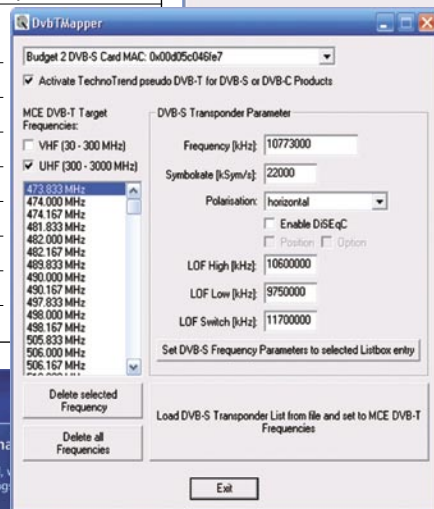 DvbTMapper
Budget 2 DVB-S Card MAC: 0x00d05c046fe7
Activate TechnoTrend pseudo DVB-T for DVB-S or DVB-C Products
MCE DVB-T Target
Frequencies:
VHF (30 - 300 MHz)
UHF (300 - 3000 MHz)
473.833 MHz
474.000 MHz
474.167 MHz
481.833 MHz
482.000 MHz
482.167 MHz
489.833 MHz
490.000 MHz
490.167 MHz
497.833 MHz
498.000 MHz
498.167 MHz
505.833 MHz
506.000 MHz
506.167 MHz
DVB-S Transponder Parameter
Frequency [kHz]: 10773000
Symbolrate [kSym/s]: 22000
Polarisation: horizontal
Enable DiSEqC
Position Option
LOF High [kHz]: 10600000
LOF Low [kHz]: 9750000
LOF Switch [kHz]: 11700000
Set DVB-S Frequency Parameters to selected Listbox entry
Delete selected
Frequency
Delete all
Frequencies
Load DVB-S Transponder List from file and set to MCE DVB-T
Frequencies
Exit